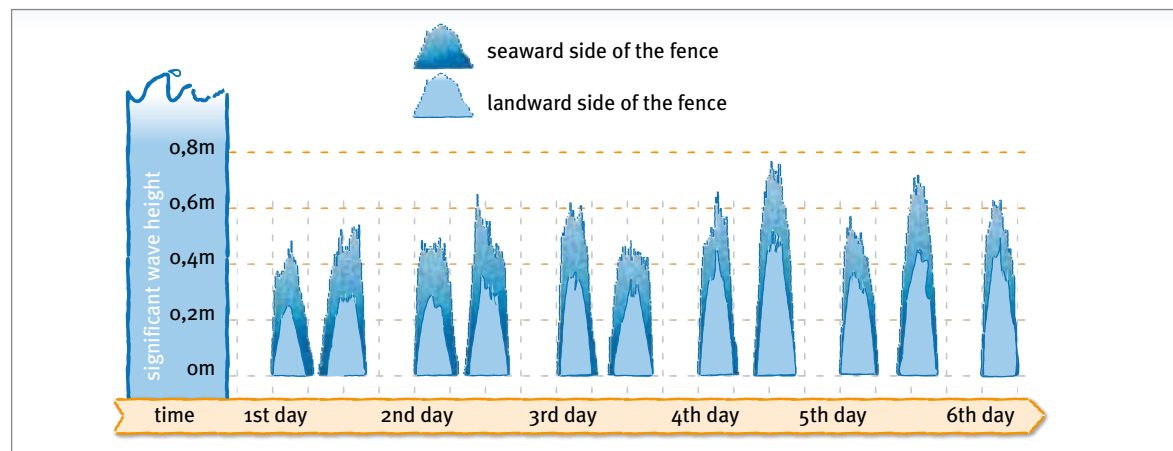 seaward side of the fence
landward side of the fence
significant wave height
0,8m
0,6m
0,4m
0,2m
0m
time 1st day 2nd day 3rd day 4th day 5th day 6th day